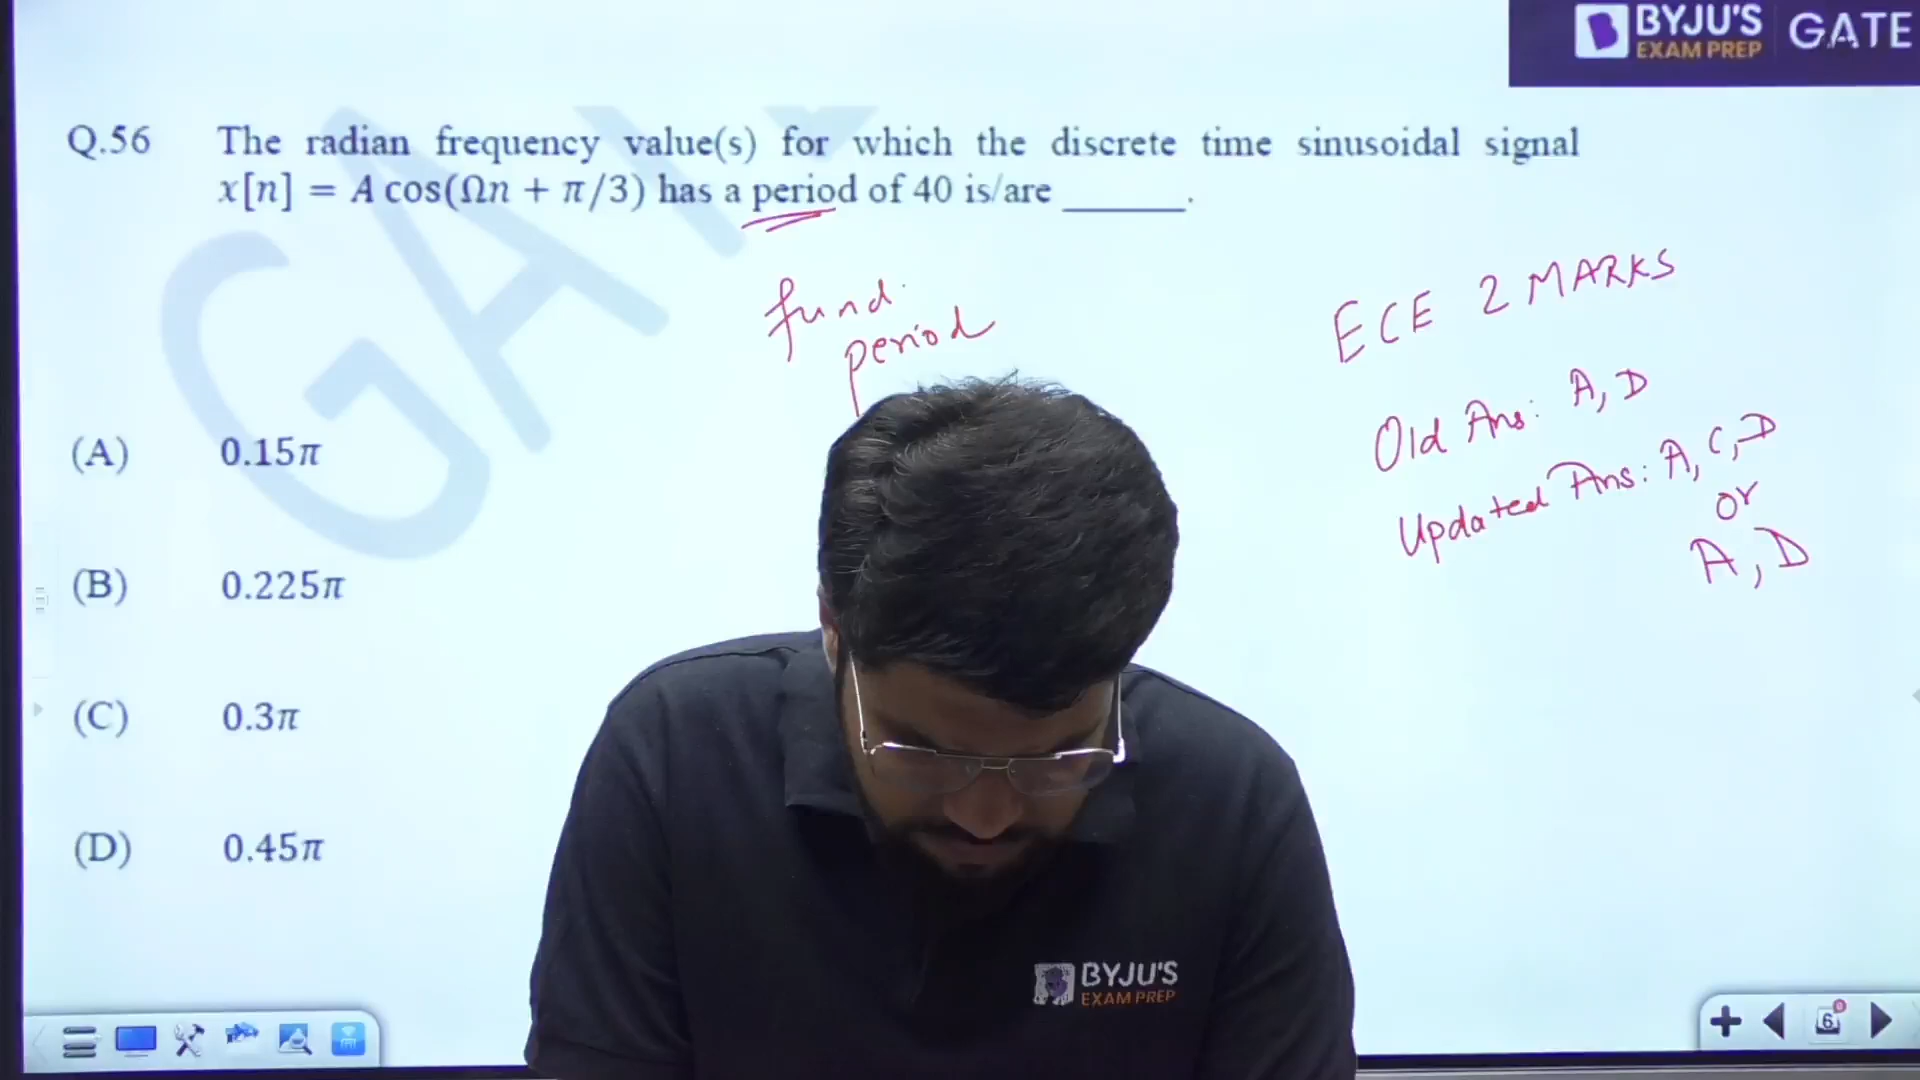 BYJU'S
EXAM PREP
GATE
Q.56 The radian frequency value(s) for which the discrete time sinusoidal signal
x[n] = A cos(Ωn + π/3) has a period of 40 is/are ______.
fund.
period
ECE 2 MARKS
Old Ans: A, D
Updated Ans: A, C, D
or
A, D
(A) 0.15π
(B) 0.225π
(C) 0.3π
(D) 0.45π
GATE
BYJU'S
EXAM PREP
6